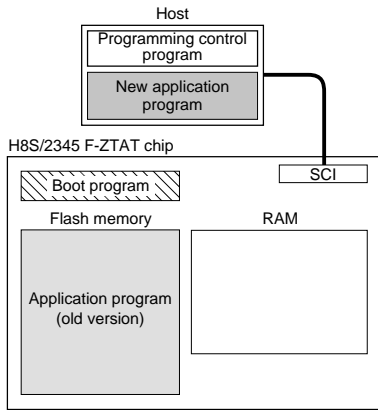 Host
Programming control
program
New application
program
H8S/2345 F-ZTAT chip
SCI
Boot program
Flash memory
RAM
Application program
(old version)